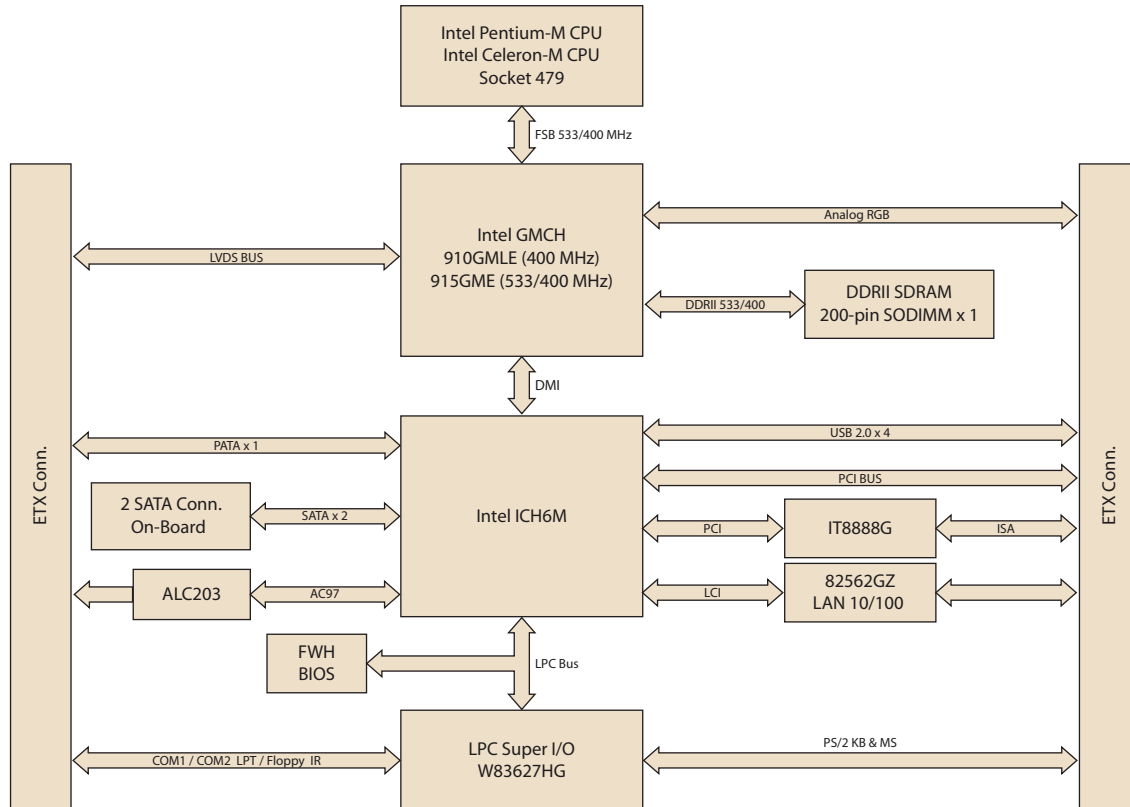 Intel Pentium-M CPU
Intel Celeron-M CPU
Socket 479
FSB 533/400 MHz
Analog RGB
Intel GMCH
910GMLE (400 MHz)
915GME (533/400 MHz)
LVDS BUS
DDRII 533/400
DDRII SDRAM
200-pin SODIMM x 1
DMI
ETX Conn.
PATA x 1
USB 2.0 x 4
ETX Conn.
PCI BUS
2 SATA Conn.
On-Board
SATA x 2
Intel ICH6M
PCI
IT8888G
ISA
ALC203
AC97
LCI
82562GZ
LAN 10/100
FWH
BIOS
LPC Bus
LPC Super I/O
W83627HG
COM1 / COM2 LPT / Floppy IR
PS/2 KB & MS